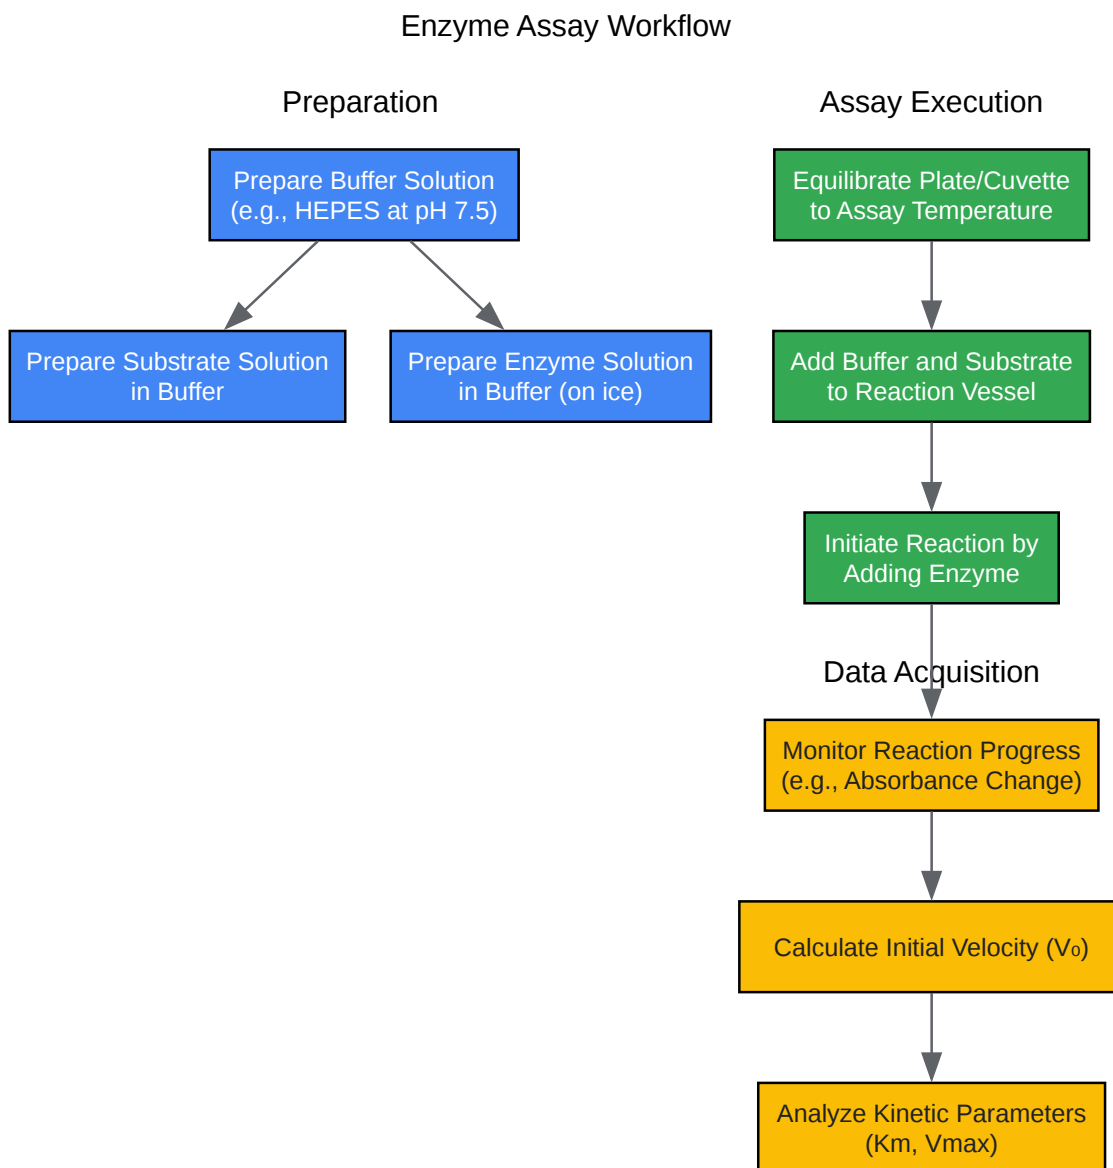 Enzyme Assay Workflow
Preparation
Prepare Buffer Solution
(e.g., HEPES at pH 7.5)
Prepare Substrate Solution
in Buffer
Prepare Enzyme Solution
in Buffer (on ice)
Assay Execution
Equilibrate Plate/Cuvette
to Assay Temperature
Add Buffer and Substrate
to Reaction Vessel
Initiate Reaction by
Adding Enzyme
Data Acquisition
Monitor Reaction Progress
(e.g., Absorbance Change)
Calculate Initial Velocity (V₀)
Analyze Kinetic Parameters
(Km, Vmax)